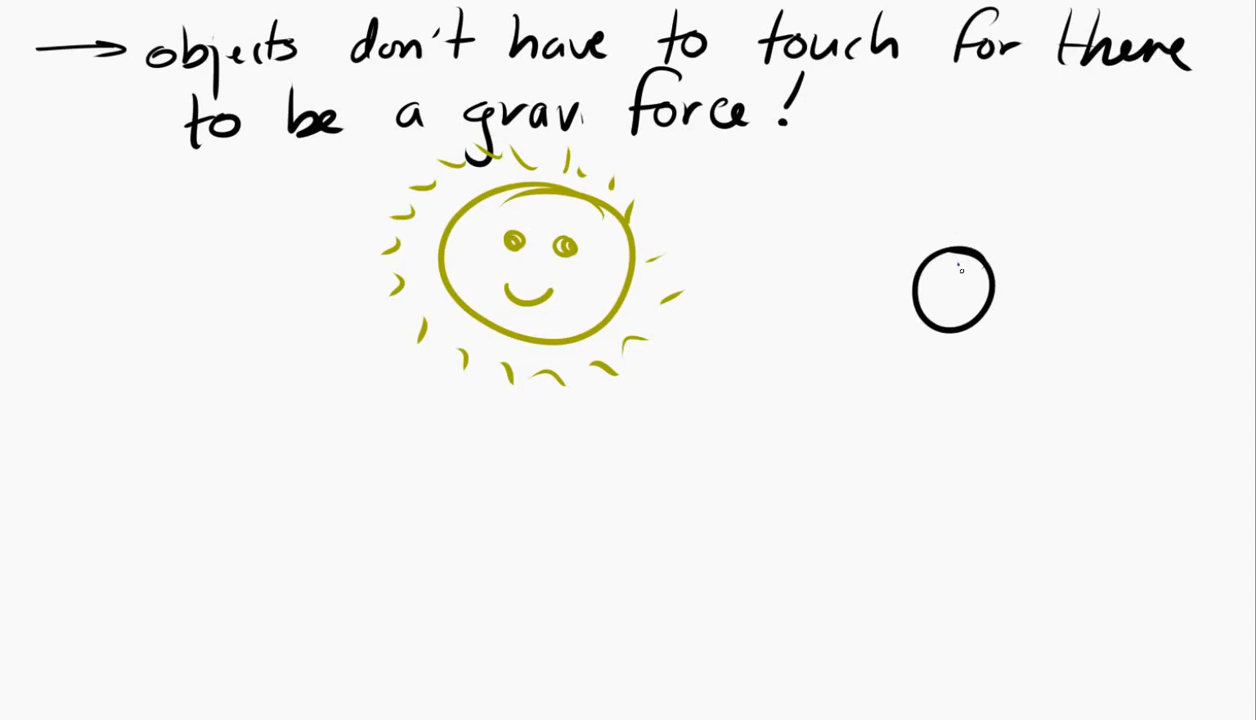 → objects don't have to touch for there
to be a grav. force!